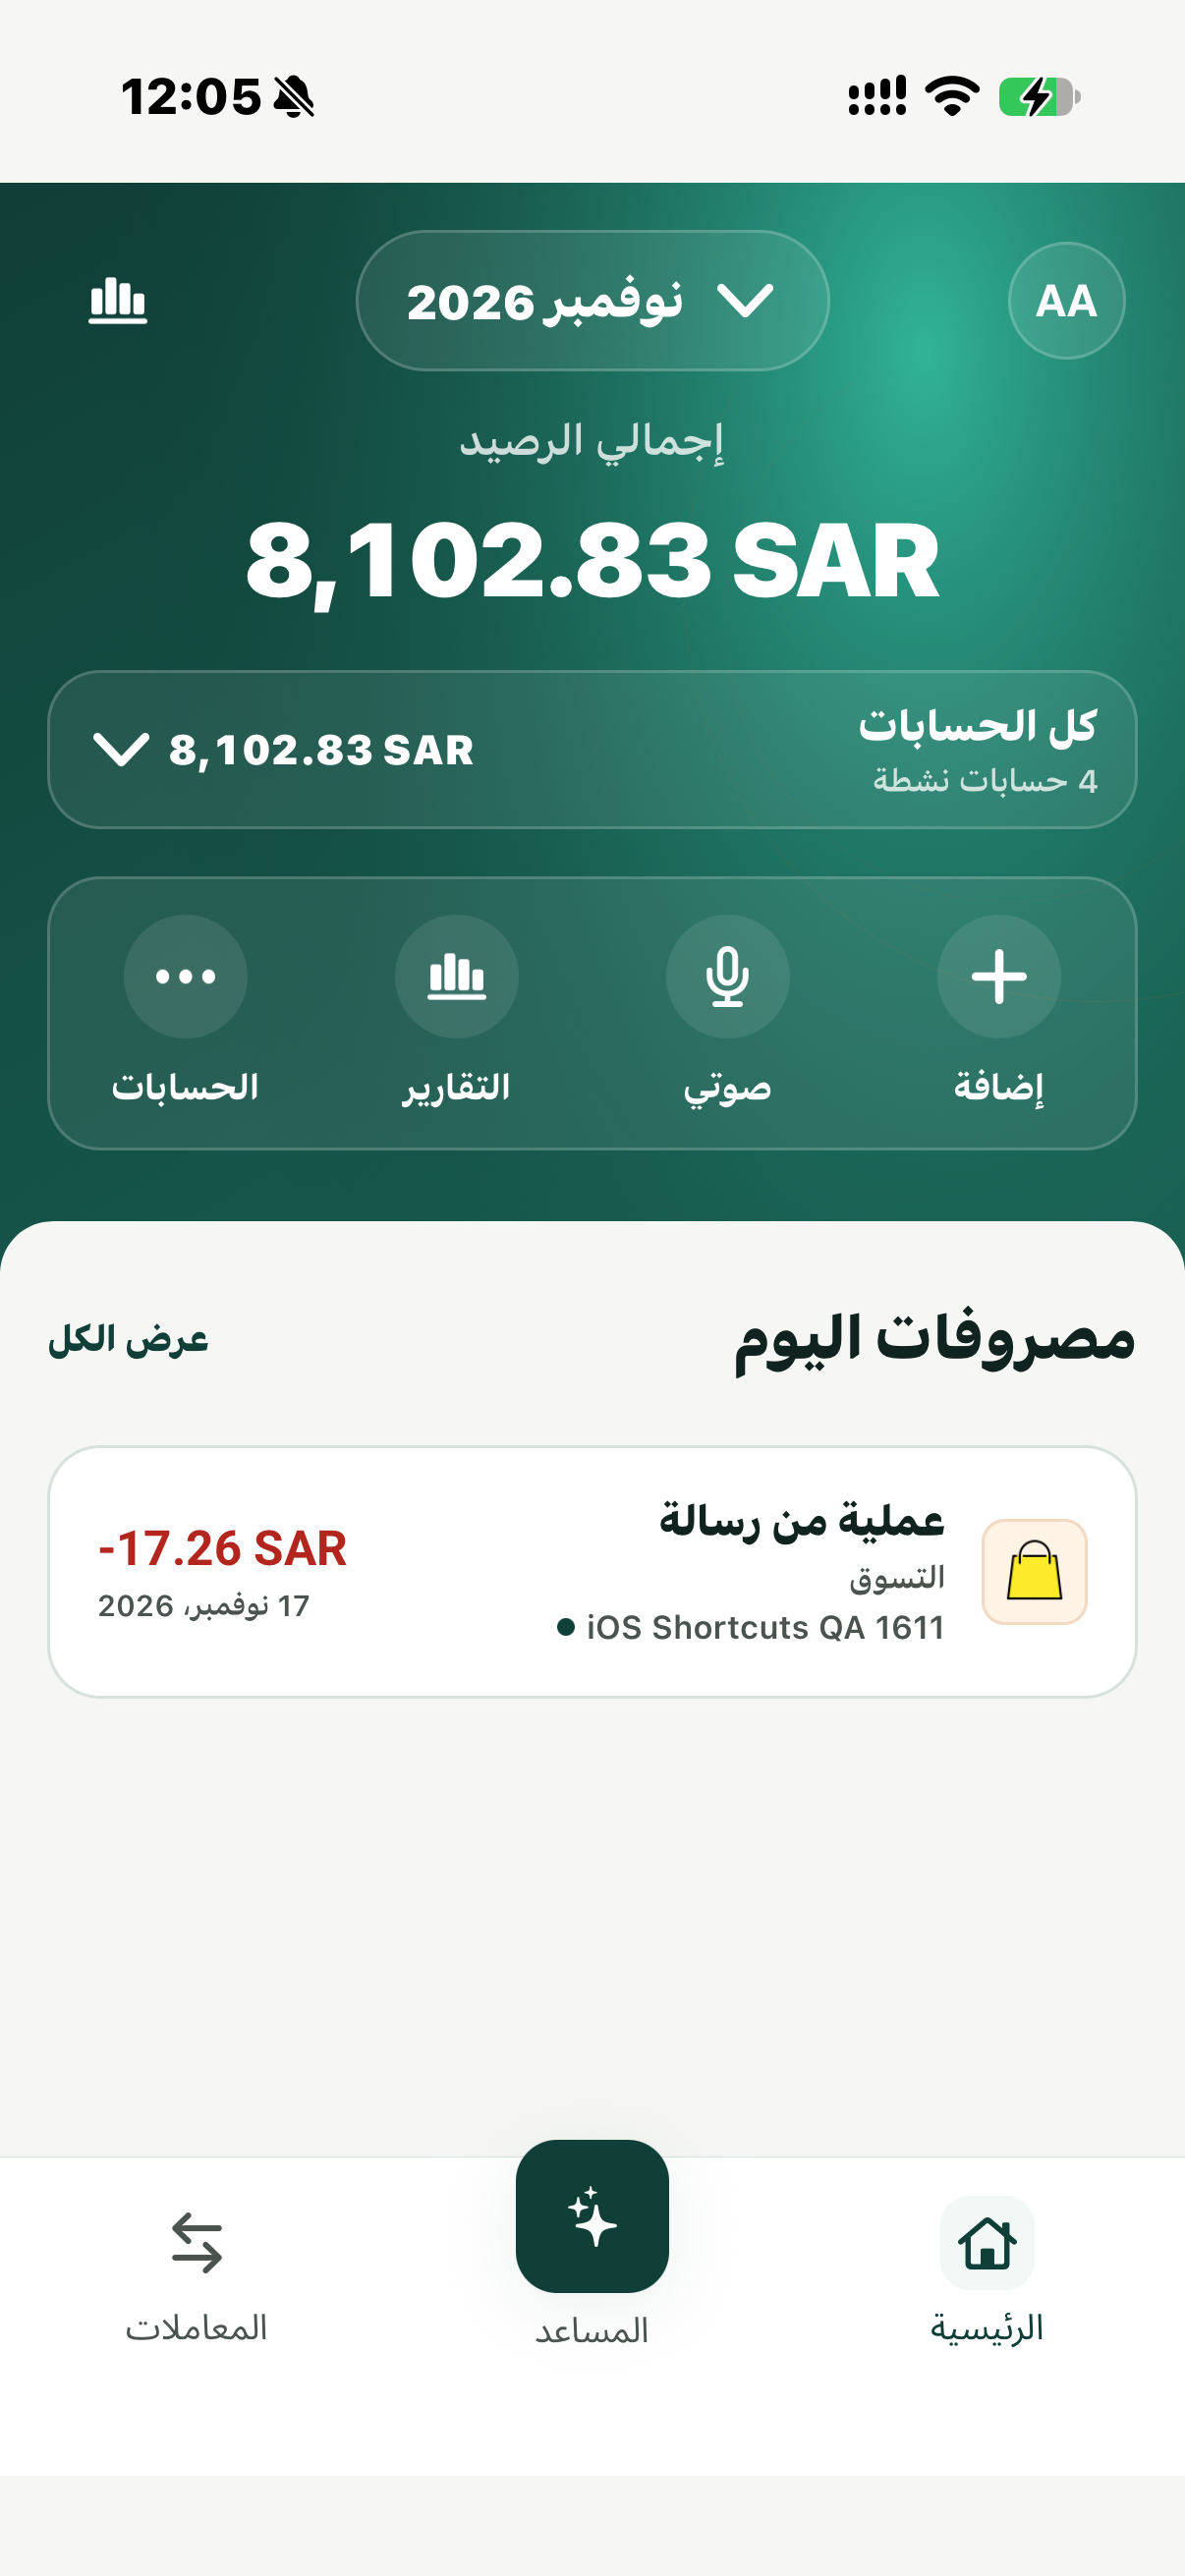 12:05
AA
نوفمبر 2026
إجمالي الرصيد
8,102.83 SAR
كل الحسابات
4 حسابات نشطة
8,102.83 SAR
إضافة
صوتي
التقارير
الحسابات
مصروفات اليوم
عرض الكل
عملية من رسالة
التسوق
iOS Shortcuts QA 1611
-17.26 SAR
17 نوفمبر، 2026
الرئيسية
المساعد
المعاملات